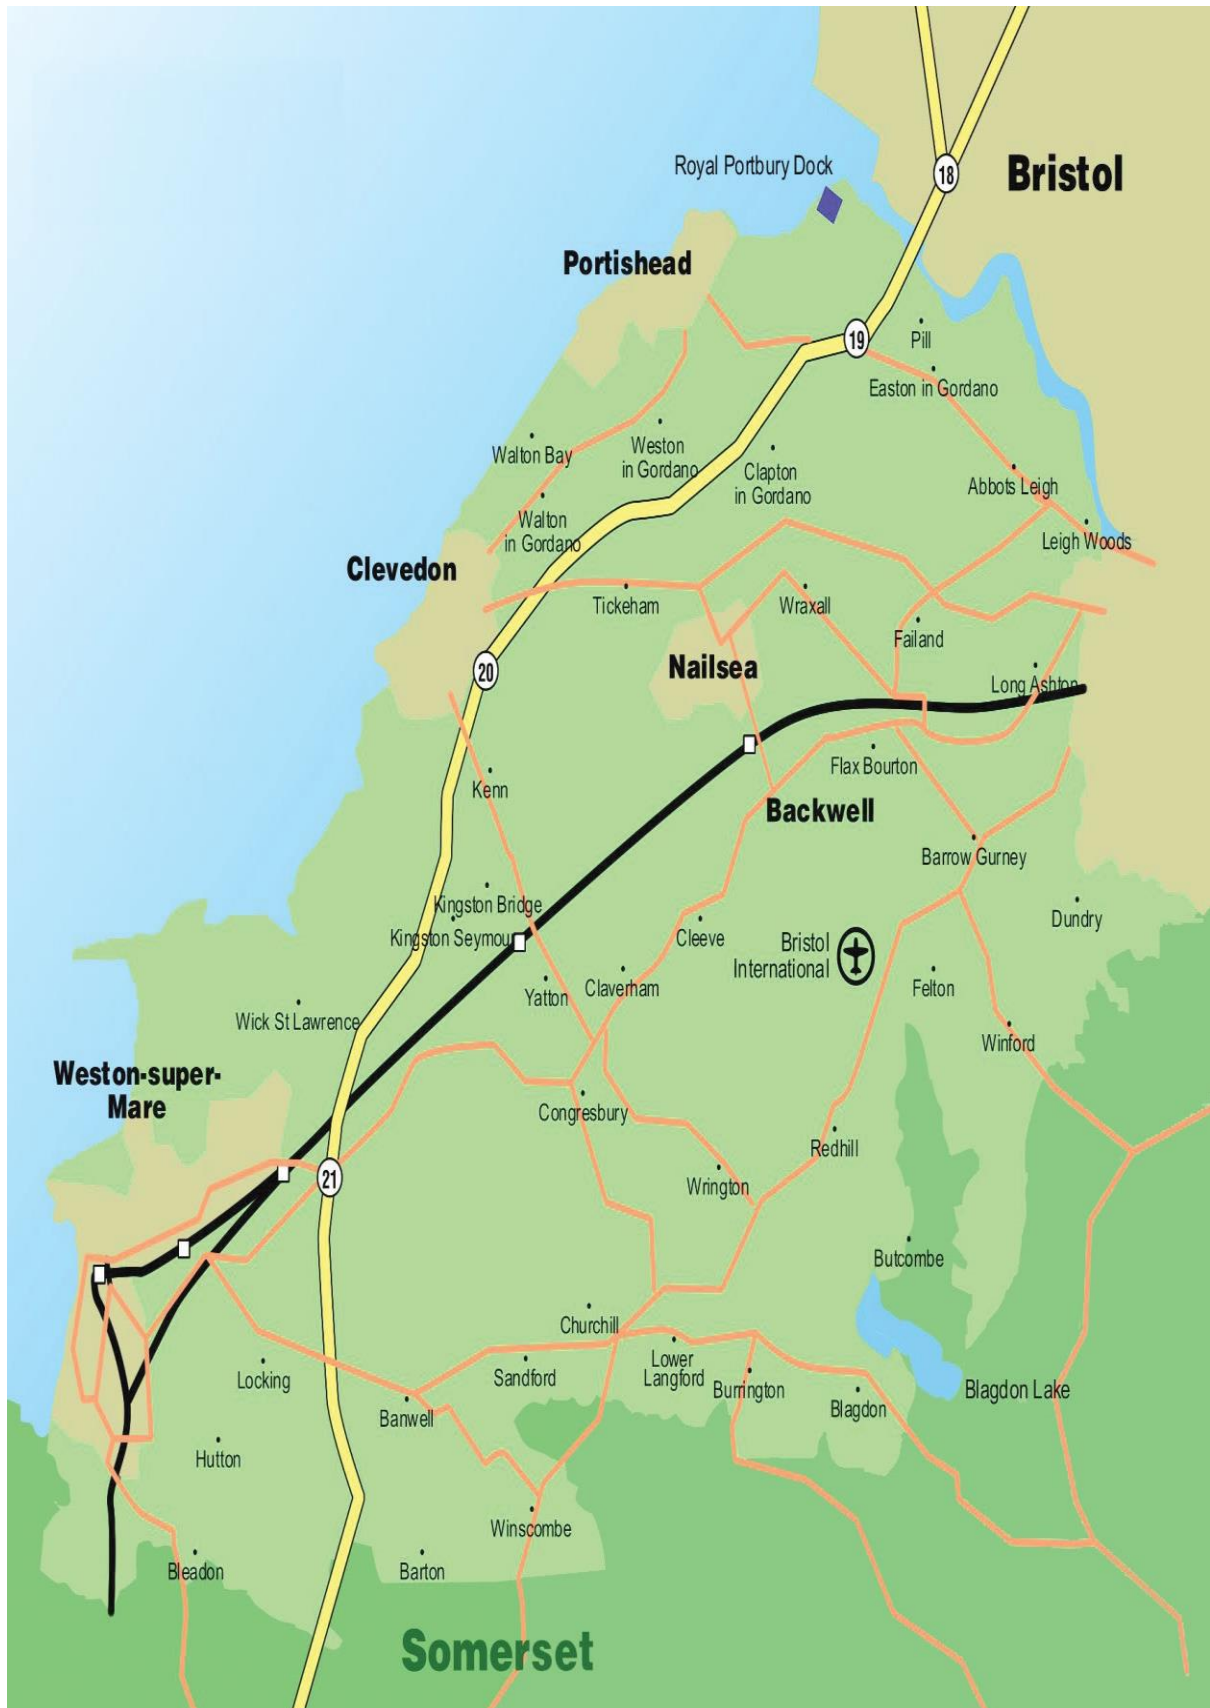 18
Bristol
Royal Portbury Dock
Portishead
19
Pill
Easton in Gordano
Walton Bay
Weston
in Gordano
Clapton
in Gordano
Abbots Leigh
Walton
in Gordano
Leigh Woods
Clevedon
Tickeham
Wraxall
Failand
20
Nailsea
Long Ashton
Flax Bourton
Kenn
Backwell
Barrow Gurney
Kingston Bridge
Kingston Seymour
Cleeve
Bristol
International
Dundry
Yatton
Claverham
Felton
Wick St Lawrence
Winford
Weston-super-
Mare
Congresbury
Redhill
21
Wrington
Butcombe
Churchill
Locking
Sandford
Lower
Langford
Burrington
Blagdon
Blagdon Lake
Banwell
Hutton
Winscombe
Bleadon
Barton
Somerset